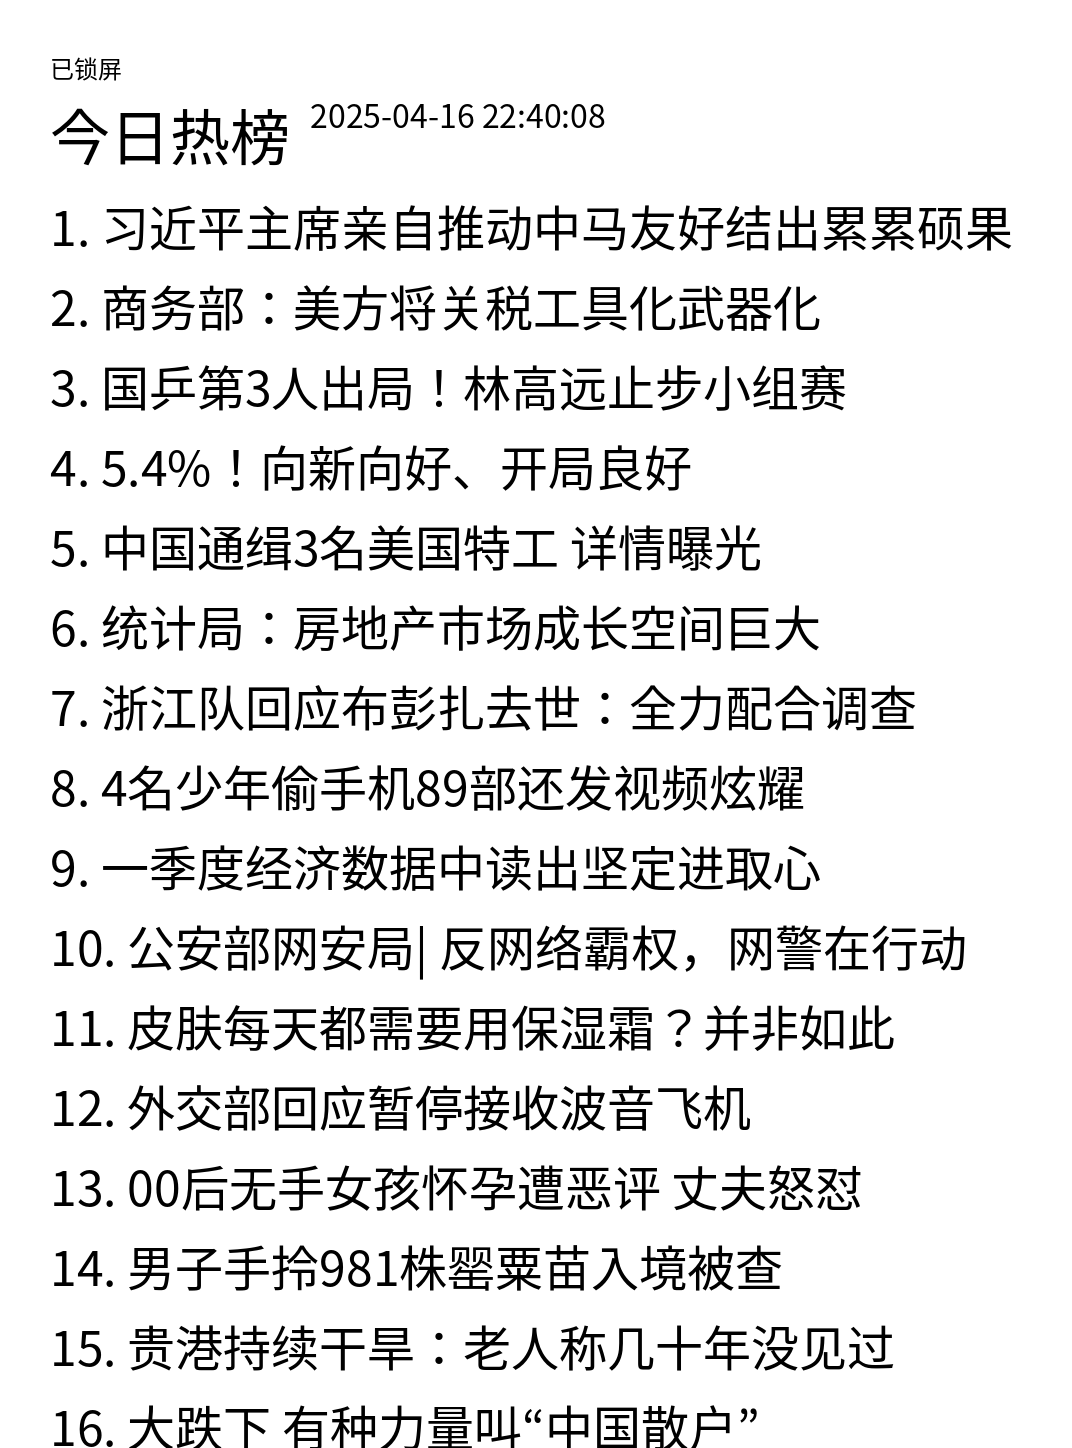 已锁屏
今日热榜 2025-04-16 22:40:08
1. 习近平主席亲自推动中马友好结出累累硕果
2. 商务部：美方将关税工具化武器化
3. 国乒第3人出局！林高远止步小组赛
4. 5.4%！向新向好、开局良好
5. 中国通缉3名美国特工 详情曝光
6. 统计局：房地产市场成长空间巨大
7. 浙江队回应布彭扎去世：全力配合调查
8. 4名少年偷手机89部还发视频炫耀
9. 一季度经济数据中读出坚定进取心
10. 公安部网安局| 反网络霸权，网警在行动
11. 皮肤每天都需要用保湿霜？并非如此
12. 外交部回应暂停接收波音飞机
13. 00后无手女孩怀孕遭恶评 丈夫怒怼
14. 男子手拎981株罂粟苗入境被查
15. 贵港持续干旱：老人称几十年没见过
16. 大跌下 有种力量叫“中国散户”